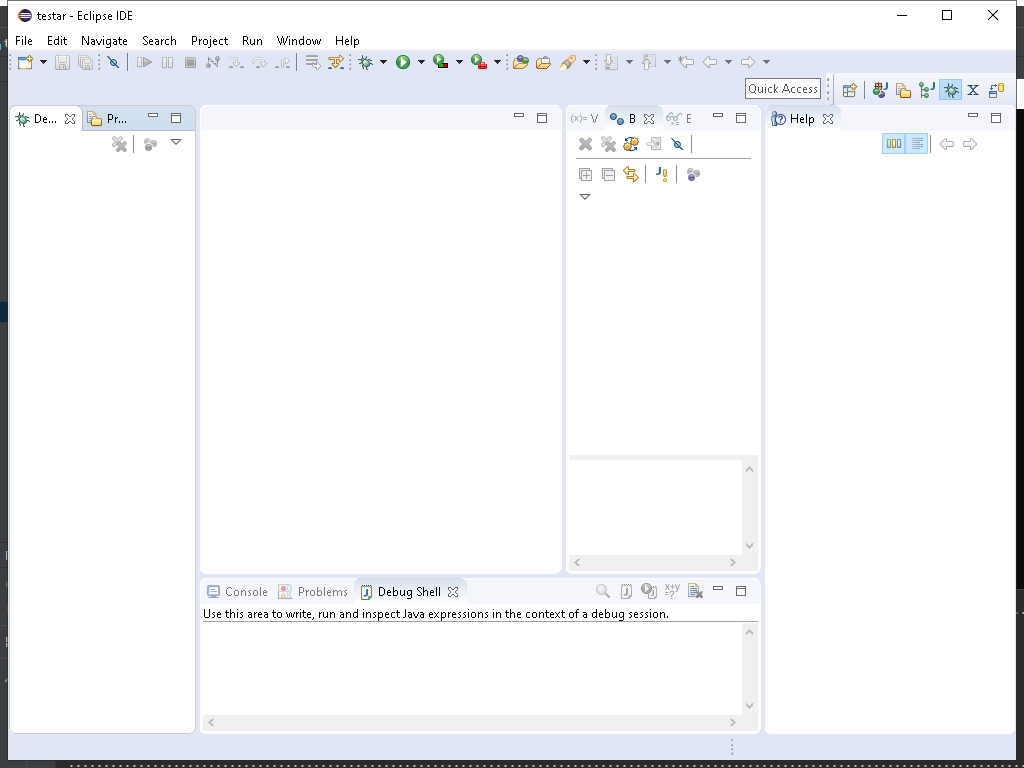 testar - Eclipse IDE
File Edit Navigate Search Project Run Window Help
Quick Access
De... Pr... (x)= V B E Help
Console Problems Debug Shell
Use this area to write, run and inspect Java expressions in the context of a debug session.